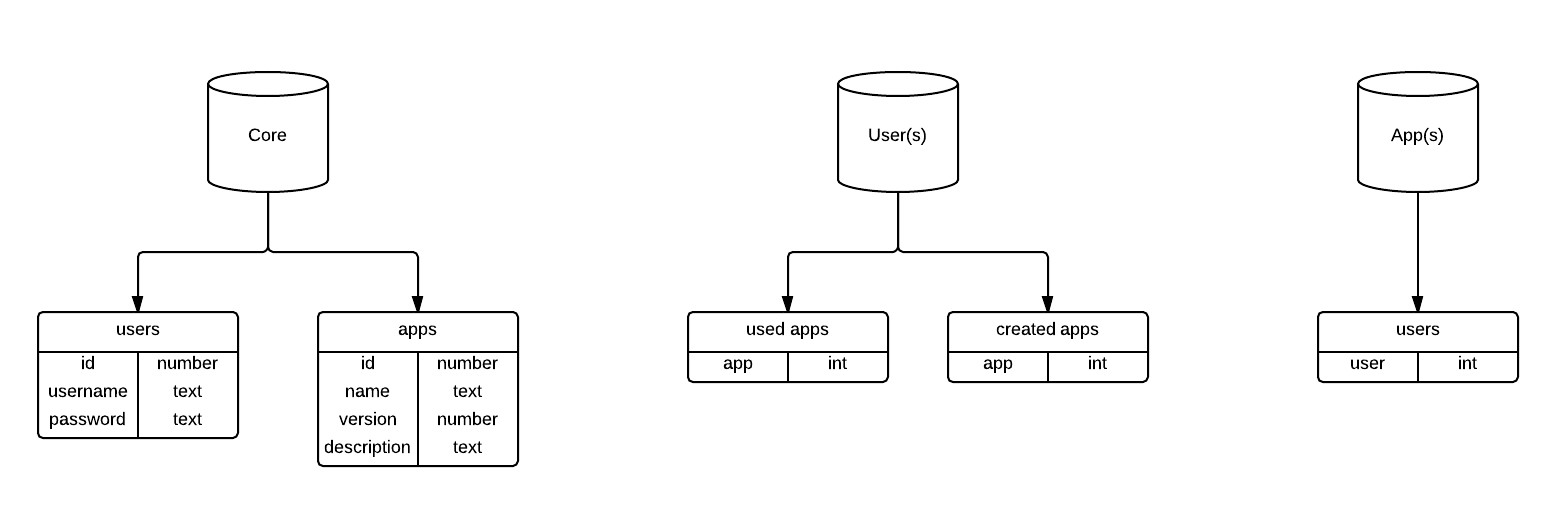 Core
User(s)
App(s)
users
id number
username text
password text
apps
id number
name text
version number
description text
used apps
app int
created apps
app int
users
user int